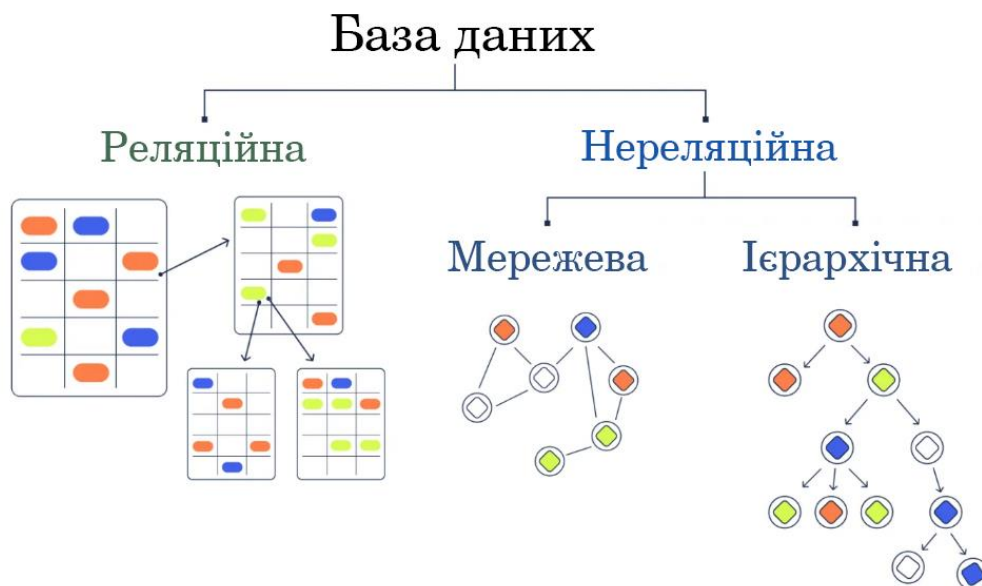 База даних
Реляційна
Нереляційна
Мережева
Ієрархічна